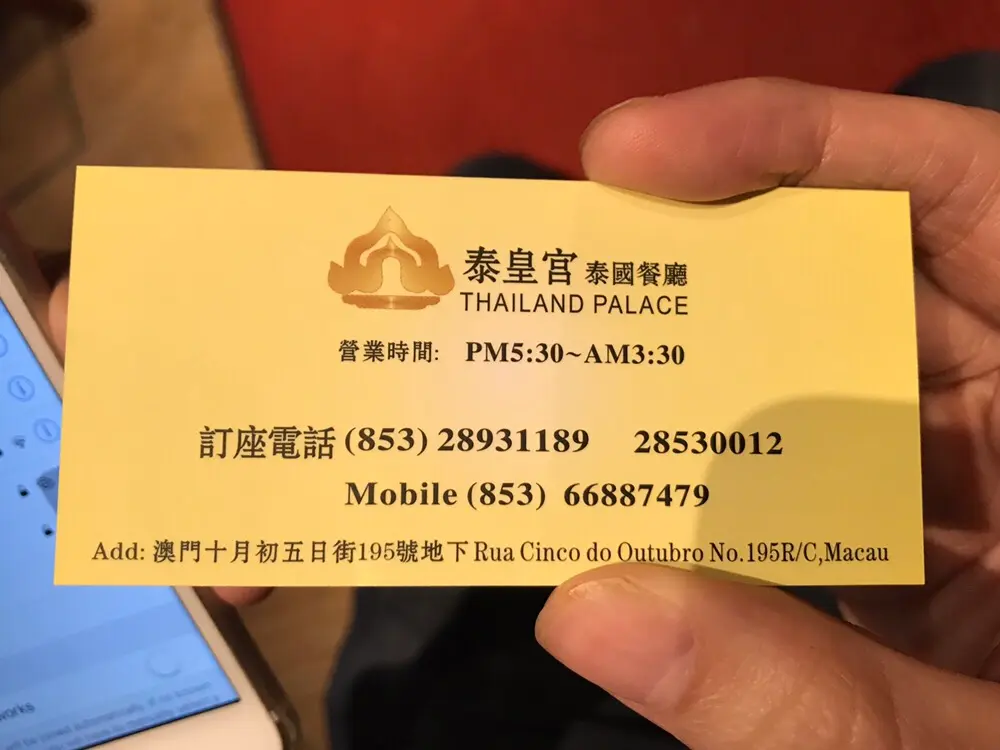 泰皇宮 泰國餐廳
THAILAND PALACE
營業時間: PM5:30~AM3:30
訂座電話 (853) 28931189 28530012
Mobile (853) 66887479
Add: 澳門十月初五日街195號地下 Rua Cinco do Outubro No.195R/C,Macau
works